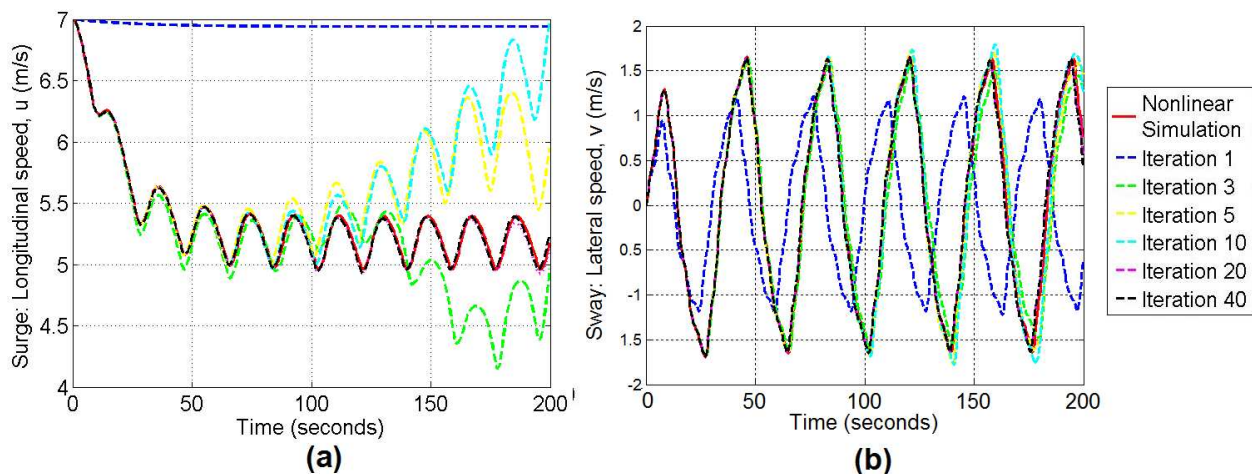 Surge: Longitudinal speed, u (m/s)
7
6.5
6
5.5
5
4.5
4
0
50
100
150
200
Time (seconds)
(a)
Sway: Lateral speed, v (m/s)
2
1.5
1
0.5
0
0.5
-1
-1.5
-2
0
50
100
150
200
Time (seconds)
(b)
Nonlinear
Simulation
Iteration 1
Iteration 3
Iteration 5
Iteration 10
Iteration 20
Iteration 40